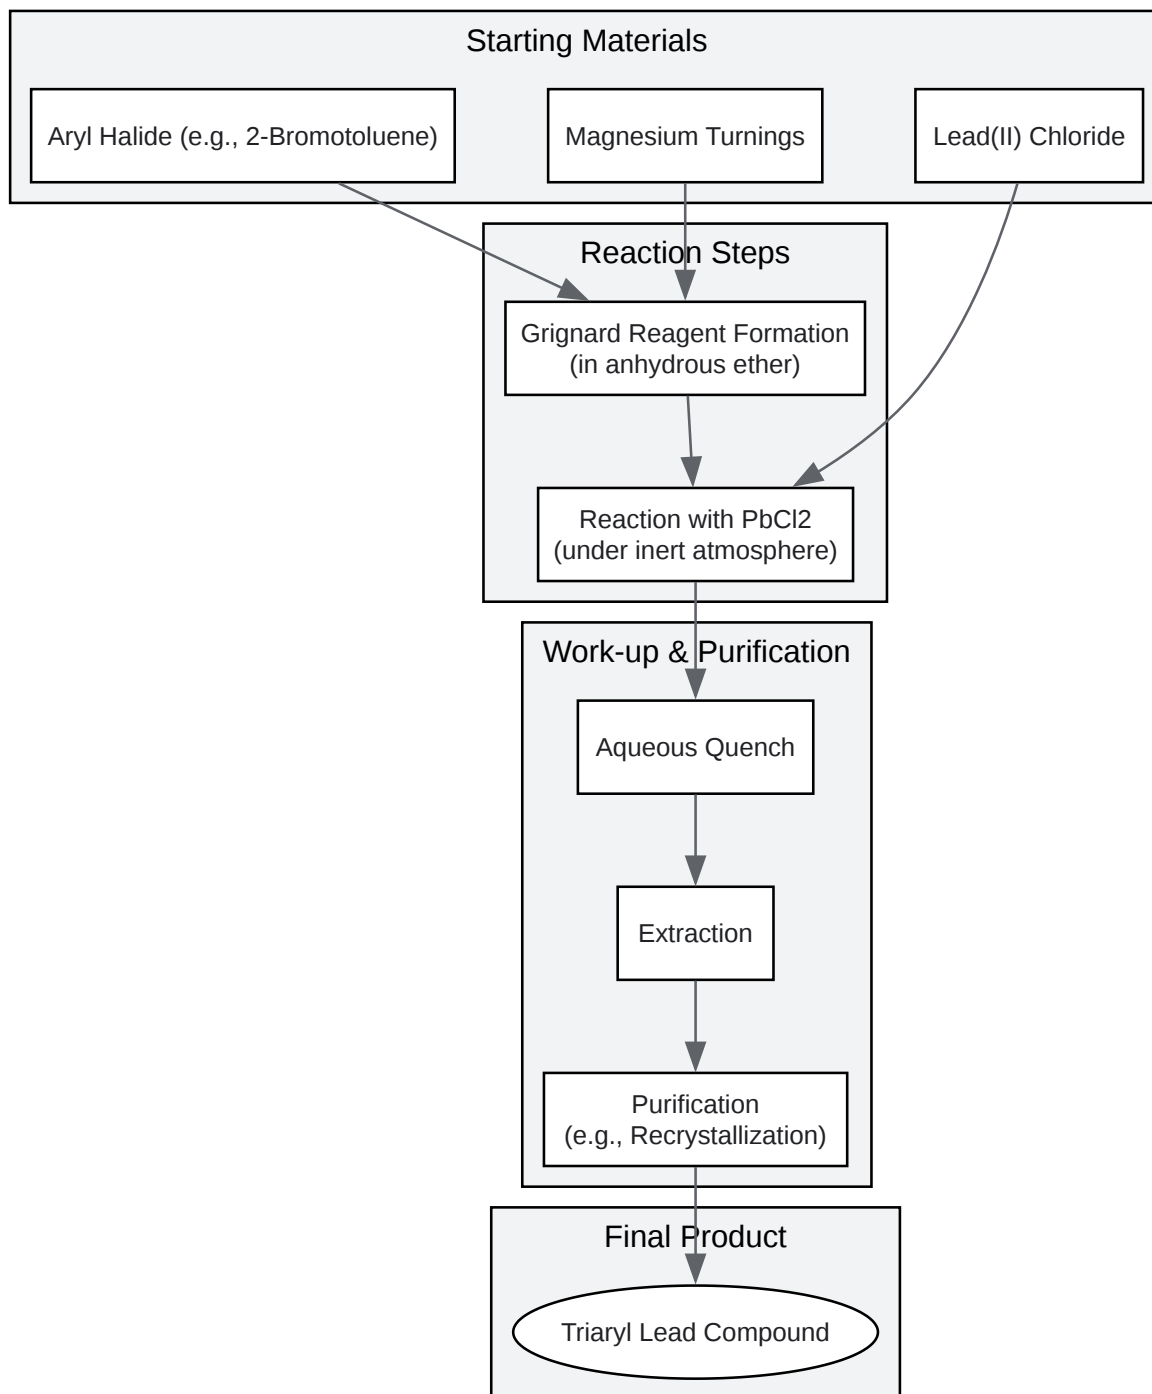 Starting Materials
Aryl Halide (e.g., 2-Bromotoluene)
Magnesium Turnings
Lead(II) Chloride
Reaction Steps
Grignard Reagent Formation
(in anhydrous ether)
Reaction with PbCl2
(under inert atmosphere)
Work-up & Purification
Aqueous Quench
Extraction
Purification
(e.g., Recrystallization)
Final Product
Triaryl Lead Compound